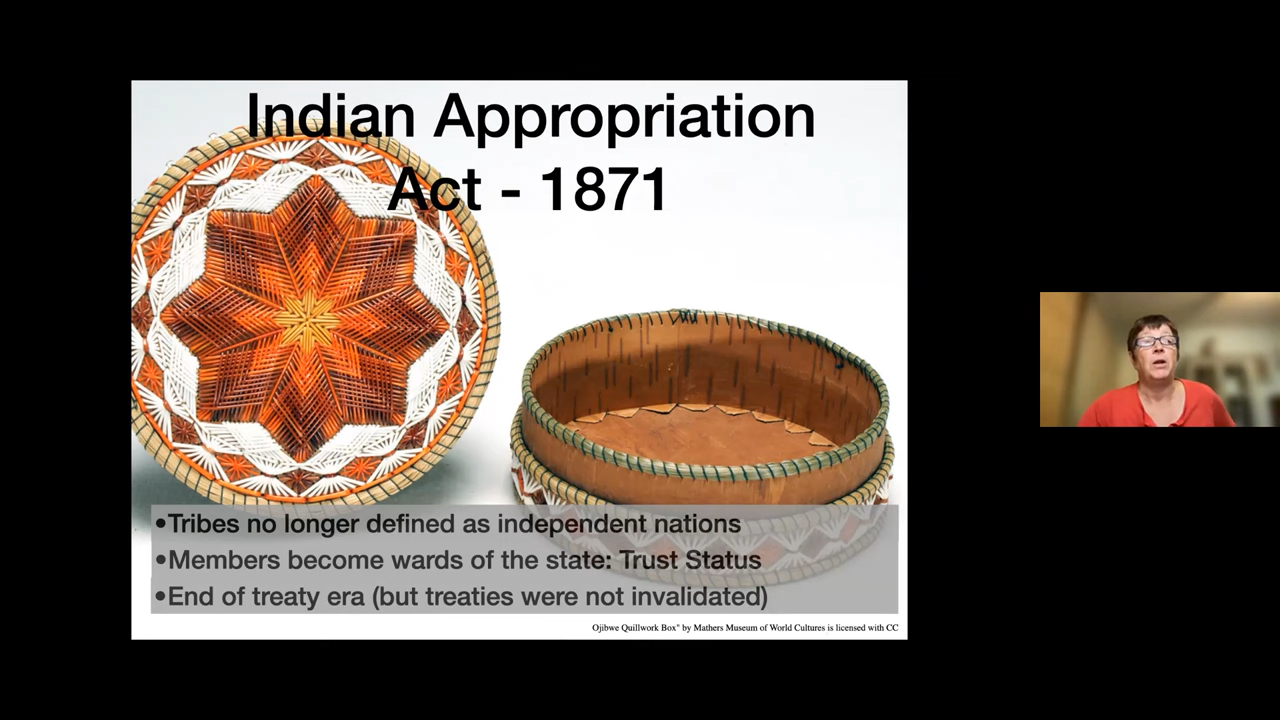 Indian Appropriation
Act - 1871
•Tribes no longer defined as independent nations
•Members become wards of the state: Trust Status
•End of treaty era (but treaties were not invalidated)
Ojibwe Quillwork Box" by Mathers Museum of World Cultures is licensed with CC